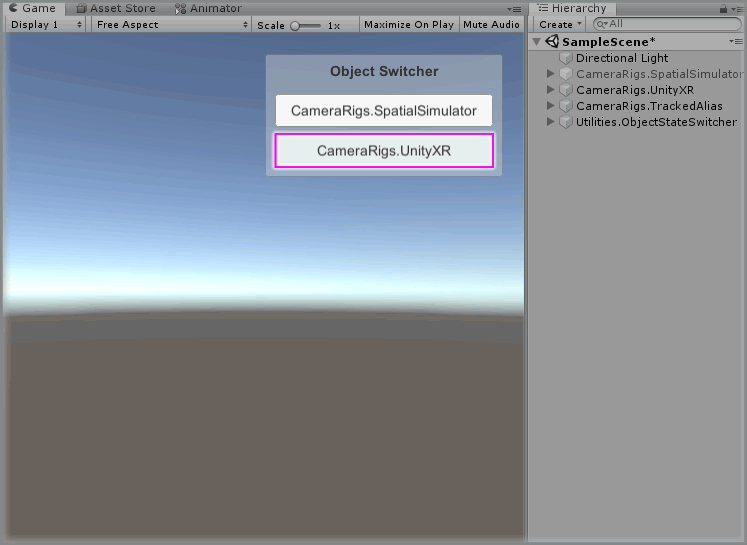 Game Asset Store Animator
Display 1 Free Aspect Scale 1x Maximize On Play Mute Audio
Object Switcher
CameraRigs.SpatialSimulator
CameraRigs.UnityXR
Hierarchy
Create All
SampleScene*
Directional Light
CameraRigs.SpatialSimulator
CameraRigs.UnityXR
CameraRigs.TrackedAlias
Utilities.ObjectStateSwitcher